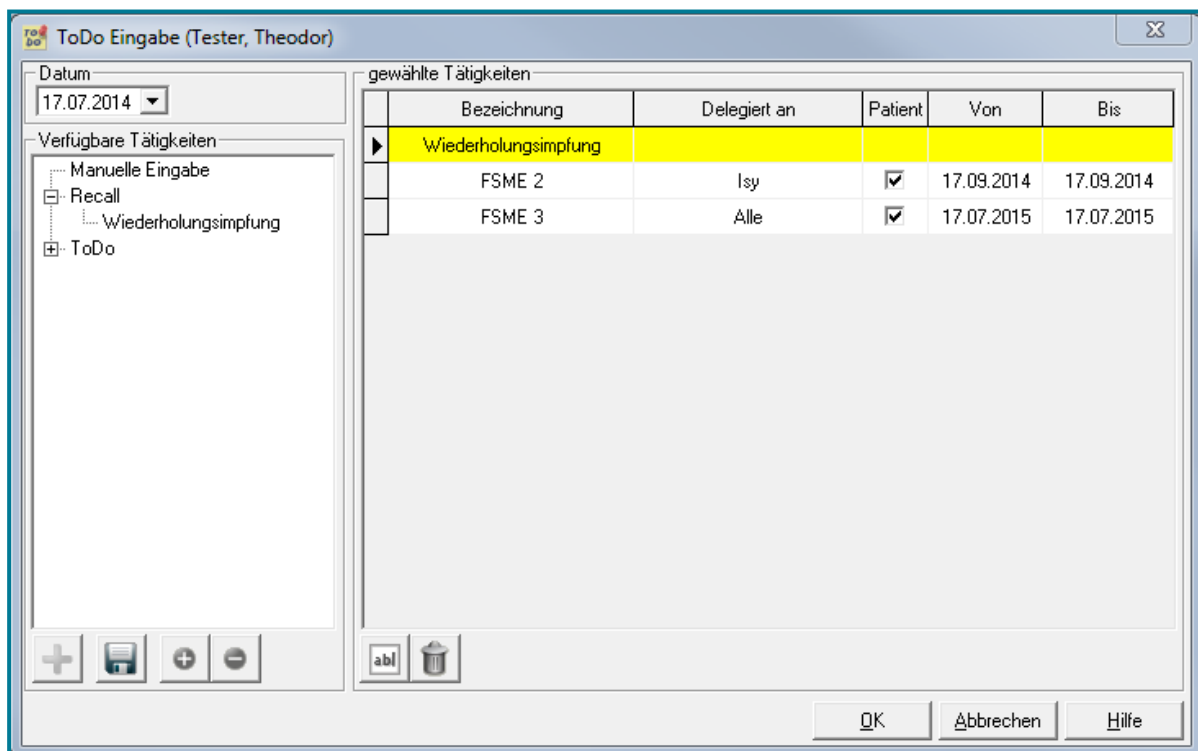 ToDo Eingabe (Tester, Theodor)
Datum
17.07.2014
Verfügbare Tätigkeiten
Manuelle Eingabe
Recall
Wiederholungsimpfung
ToDo
gewählte Tätigkeiten
Bezeichnung Delegiert an Patient Von Bis
Wiederholungsimpfung
FSME 2 Isy 17.09.2014 17.09.2014
FSME 3 Alle 17.07.2015 17.07.2015
abl
OK Abbrechen Hilfe